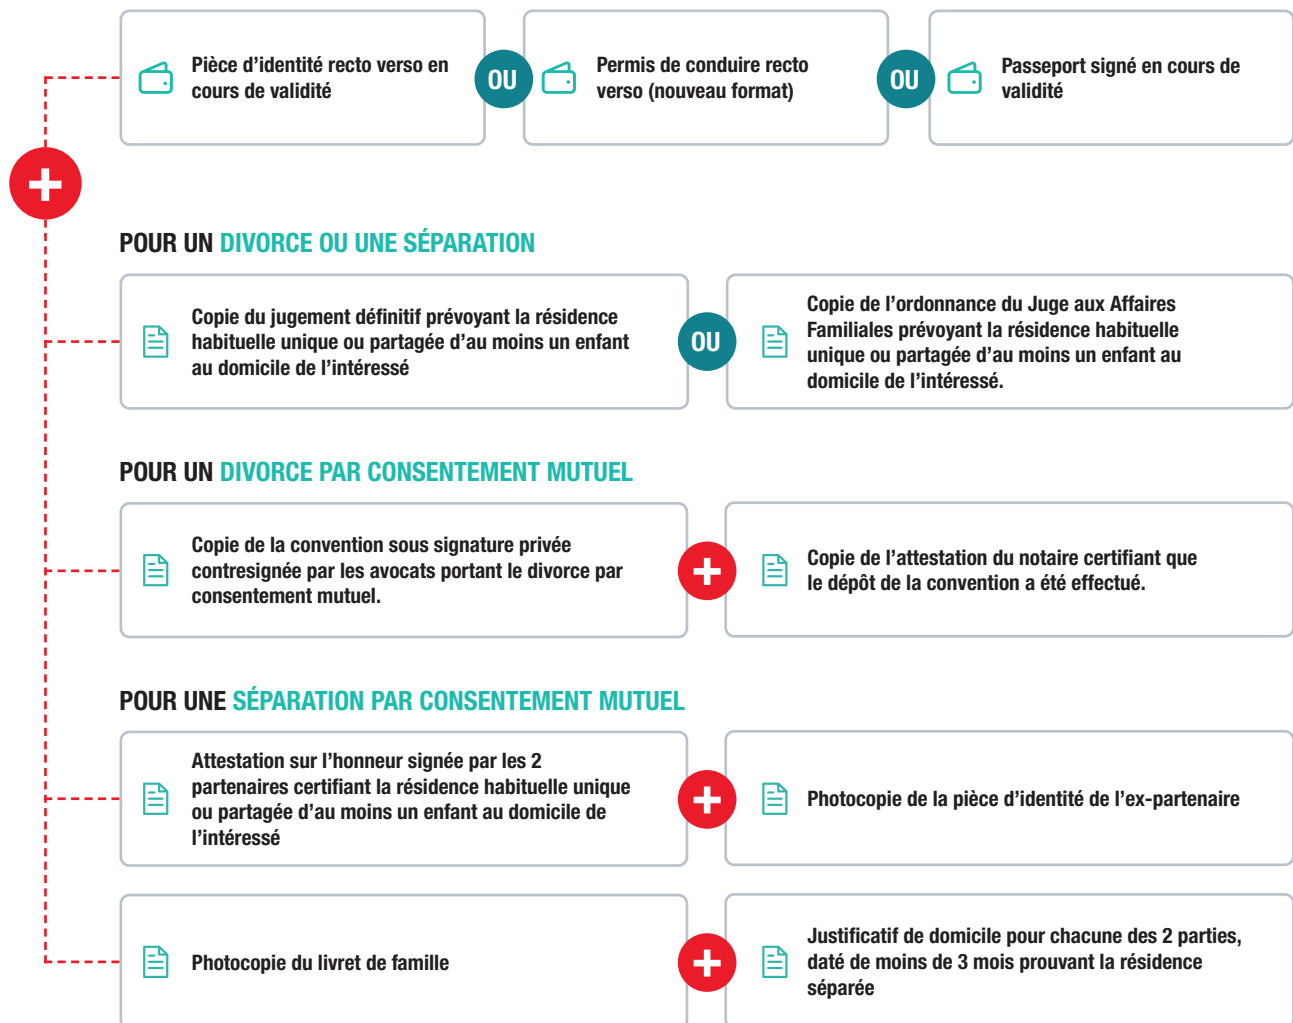 Pièce d’identité recto verso en
cours de validité
OU
Permis de conduire recto
verso (nouveau format)
OU
Passeport signé en cours de
validité
POUR UN DIVORCE OU UNE SÉPARATION
Copie du jugement définitif prévoyant la résidence
habituelle unique ou partagée d’au moins un enfant
au domicile de l’intéressé
OU
Copie de l’ordonnance du Juge aux Affaires
Familiales prévoyant la résidence habituelle
unique ou partagée d’au moins un enfant au
domicile de l’intéressé.
POUR UN DIVORCE PAR CONSENTEMENT MUTUEL
Copie de la convention sous signature privée
contresignée par les avocats portant le divorce par
consentement mutuel.
Copie de l’attestation du notaire certifiant que
le dépôt de la convention a été effectué.
POUR UNE SÉPARATION PAR CONSENTEMENT MUTUEL
Attestation sur l’honneur signée par les 2
partenaires certifiant la résidence habituelle unique
ou partagée d’au moins un enfant au domicile de
l’intéressé
Photocopie de la pièce d’identité de l’ex-partenaire
Photocopie du livret de famille
Justificatif de domicile pour chacune des 2 parties,
daté de moins de 3 mois prouvant la résidence
séparée